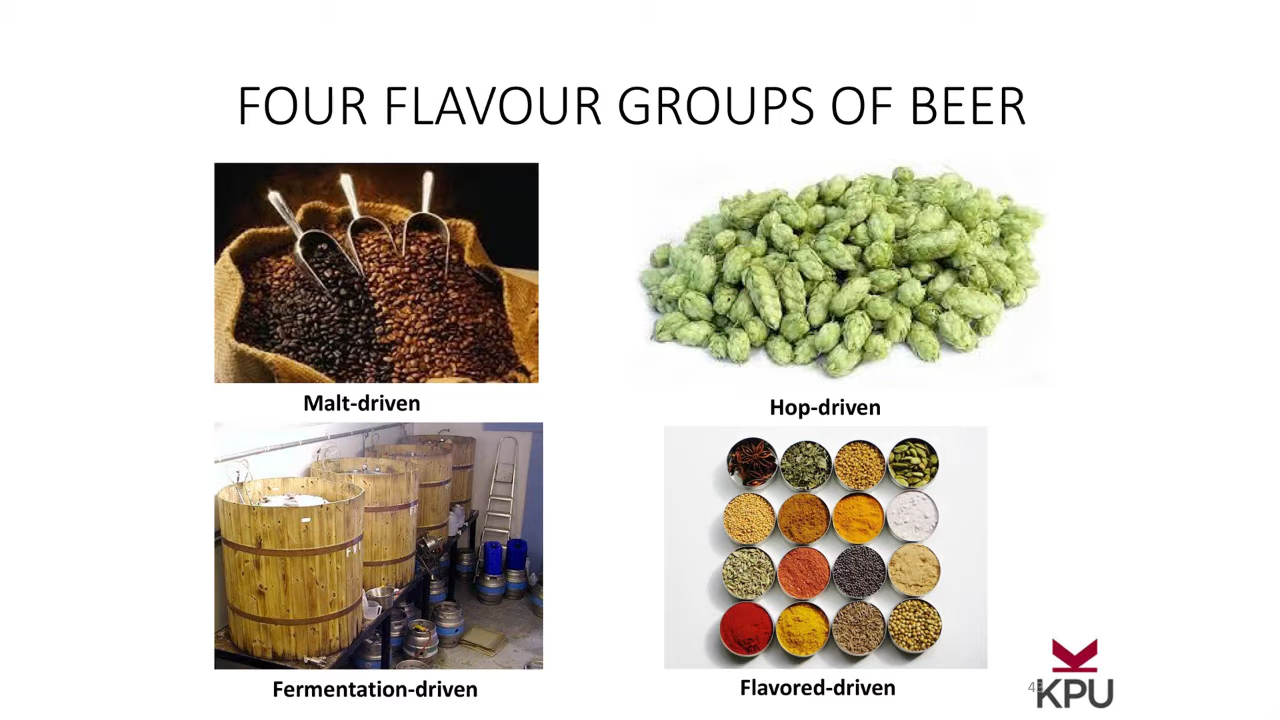 FOUR FLAVOUR GROUPS OF BEER
Malt-driven
Hop-driven
Fermentation-driven
Flavored-driven
KPU